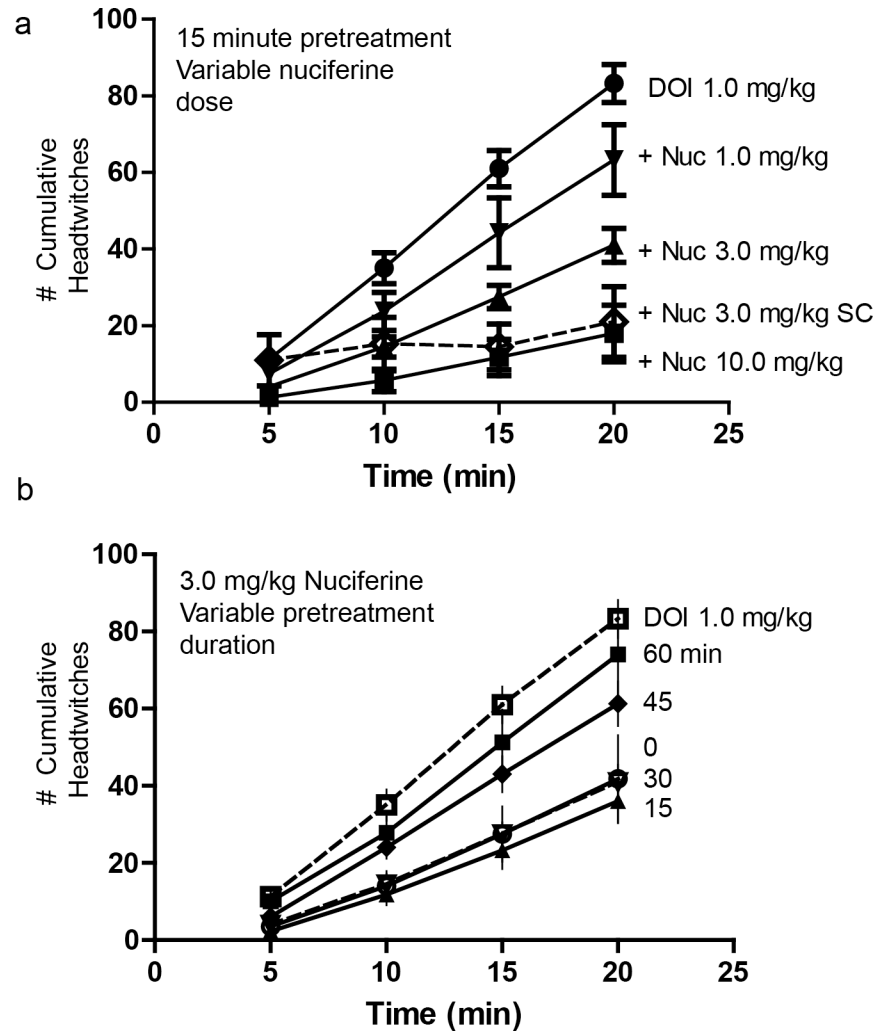 a
15 minute pretreatment
Variable nuciferine
dose
# Cumulative
Headtwitches
100
80
60
40
20
0
DOI 1.0 mg/kg
+ Nuc 1.0 mg/kg
+ Nuc 3.0 mg/kg
+ Nuc 3.0 mg/kg SC
+ Nuc 10.0 mg/kg
0 5 10 15 20 25
Time (min)
b
3.0 mg/kg Nuciferine
Variable pretreatment
duration
# Cumulative
Headtwitches
100
80
60
40
20
0
DOI 1.0 mg/kg
60 min
45
0
30
15
0 5 10 15 20 25
Time (min)